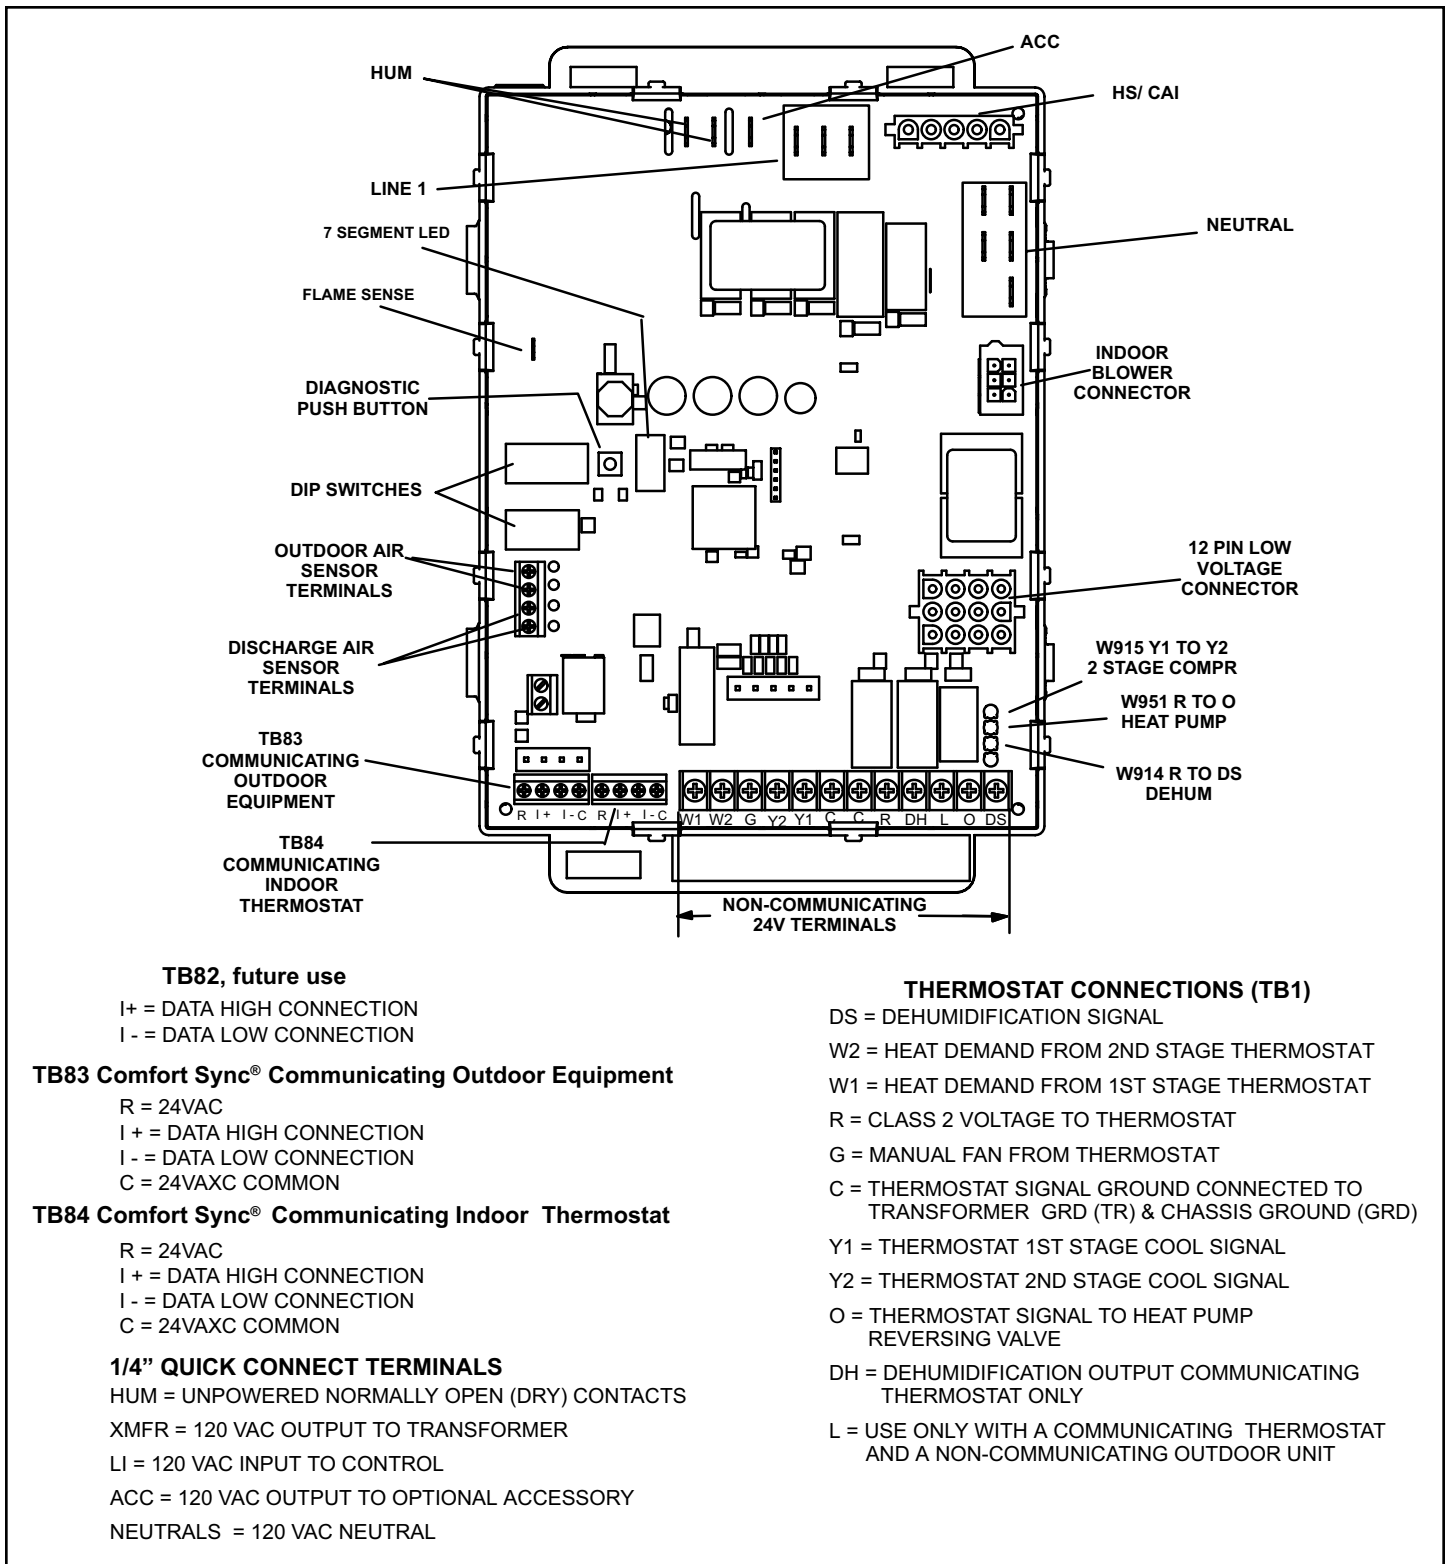 ACC
HUM
HS/ CAI
LINE 1
7 SEGMENT LED
NEUTRAL
FLAME SENSE
INDOOR
BLOWER
CONNECTOR
DIAGNOSTIC
PUSH BUTTON
DIP SWITCHES
OUTDOOR AIR
SENSOR
TERMINALS
12 PIN LOW
VOLTAGE
CONNECTOR
DISCHARGE AIR
SENSOR
TERMINALS
W915 Y1 TO Y2
2 STAGE COMPR
W951 R TO O
HEAT PUMP
TB83
COMMUNICATING
OUTDOOR
EQUIPMENT
W914 R TO DS
DEHUM
R I + I - C R I + I - C W1 W2 G Y2 Y1 C C R DH L O DS
TB84
COMMUNICATING
INDOOR
THERMOSTAT
NON-COMMUNICATING
24V TERMINALS
TB82, future use
I+ = DATA HIGH CONNECTION
I - = DATA LOW CONNECTION
TB83 Comfort Sync® Communicating Outdoor Equipment
R = 24VAC
I + = DATA HIGH CONNECTION
I - = DATA LOW CONNECTION
C = 24VAXC COMMON
TB84 Comfort Sync® Communicating Indoor Thermostat
R = 24VAC
I + = DATA HIGH CONNECTION
I - = DATA LOW CONNECTION
C = 24VAXC COMMON
1/4” QUICK CONNECT TERMINALS
HUM = UNPOWERED NORMALLY OPEN (DRY) CONTACTS
XMFR = 120 VAC OUTPUT TO TRANSFORMER
LI = 120 VAC INPUT TO CONTROL
ACC = 120 VAC OUTPUT TO OPTIONAL ACCESSORY
NEUTRALS = 120 VAC NEUTRAL
THERMOSTAT CONNECTIONS (TB1)
DS = DEHUMIDIFICATION SIGNAL
W2 = HEAT DEMAND FROM 2ND STAGE THERMOSTAT
W1 = HEAT DEMAND FROM 1ST STAGE THERMOSTAT
R = CLASS 2 VOLTAGE TO THERMOSTAT
G = MANUAL FAN FROM THERMOSTAT
C = THERMOSTAT SIGNAL GROUND CONNECTED TO
TRANSFORMER GRD (TR) & CHASSIS GROUND (GRD)
Y1 = THERMOSTAT 1ST STAGE COOL SIGNAL
Y2 = THERMOSTAT 2ND STAGE COOL SIGNAL
O = THERMOSTAT SIGNAL TO HEAT PUMP
REVERSING VALVE
DH = DEHUMIDIFICATION OUTPUT COMMUNICATING
THERMOSTAT ONLY
L = USE ONLY WITH A COMMUNICATING THERMOSTAT
AND A NON-COMMUNICATING OUTDOOR UNIT